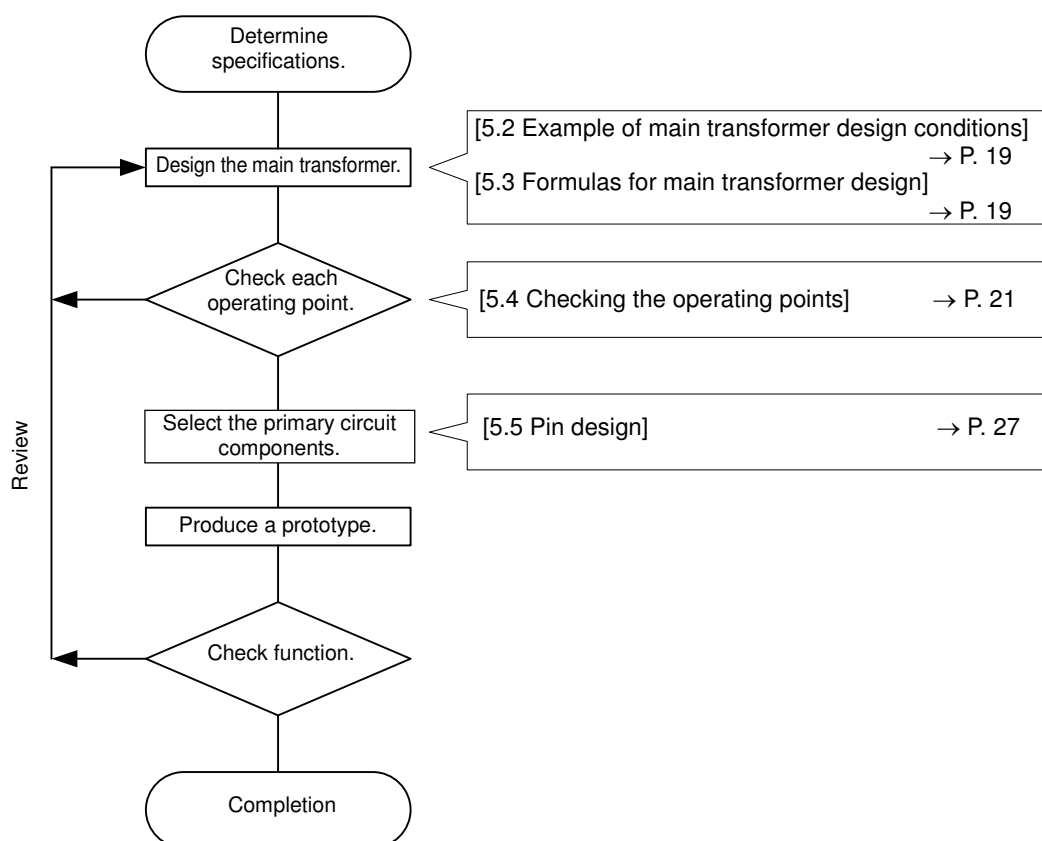 Determine
specifications.
[5.2 Example of main transformer design conditions]
→ P. 19
Design the main transformer.
[5.3 Formulas for main transformer design]
→ P. 19
Check each
operating point.
[5.4 Checking the operating points] → P. 21
Select the primary circuit
components.
[5.5 Pin design] → P. 27
Review
Produce a prototype.
Check function.
Completion